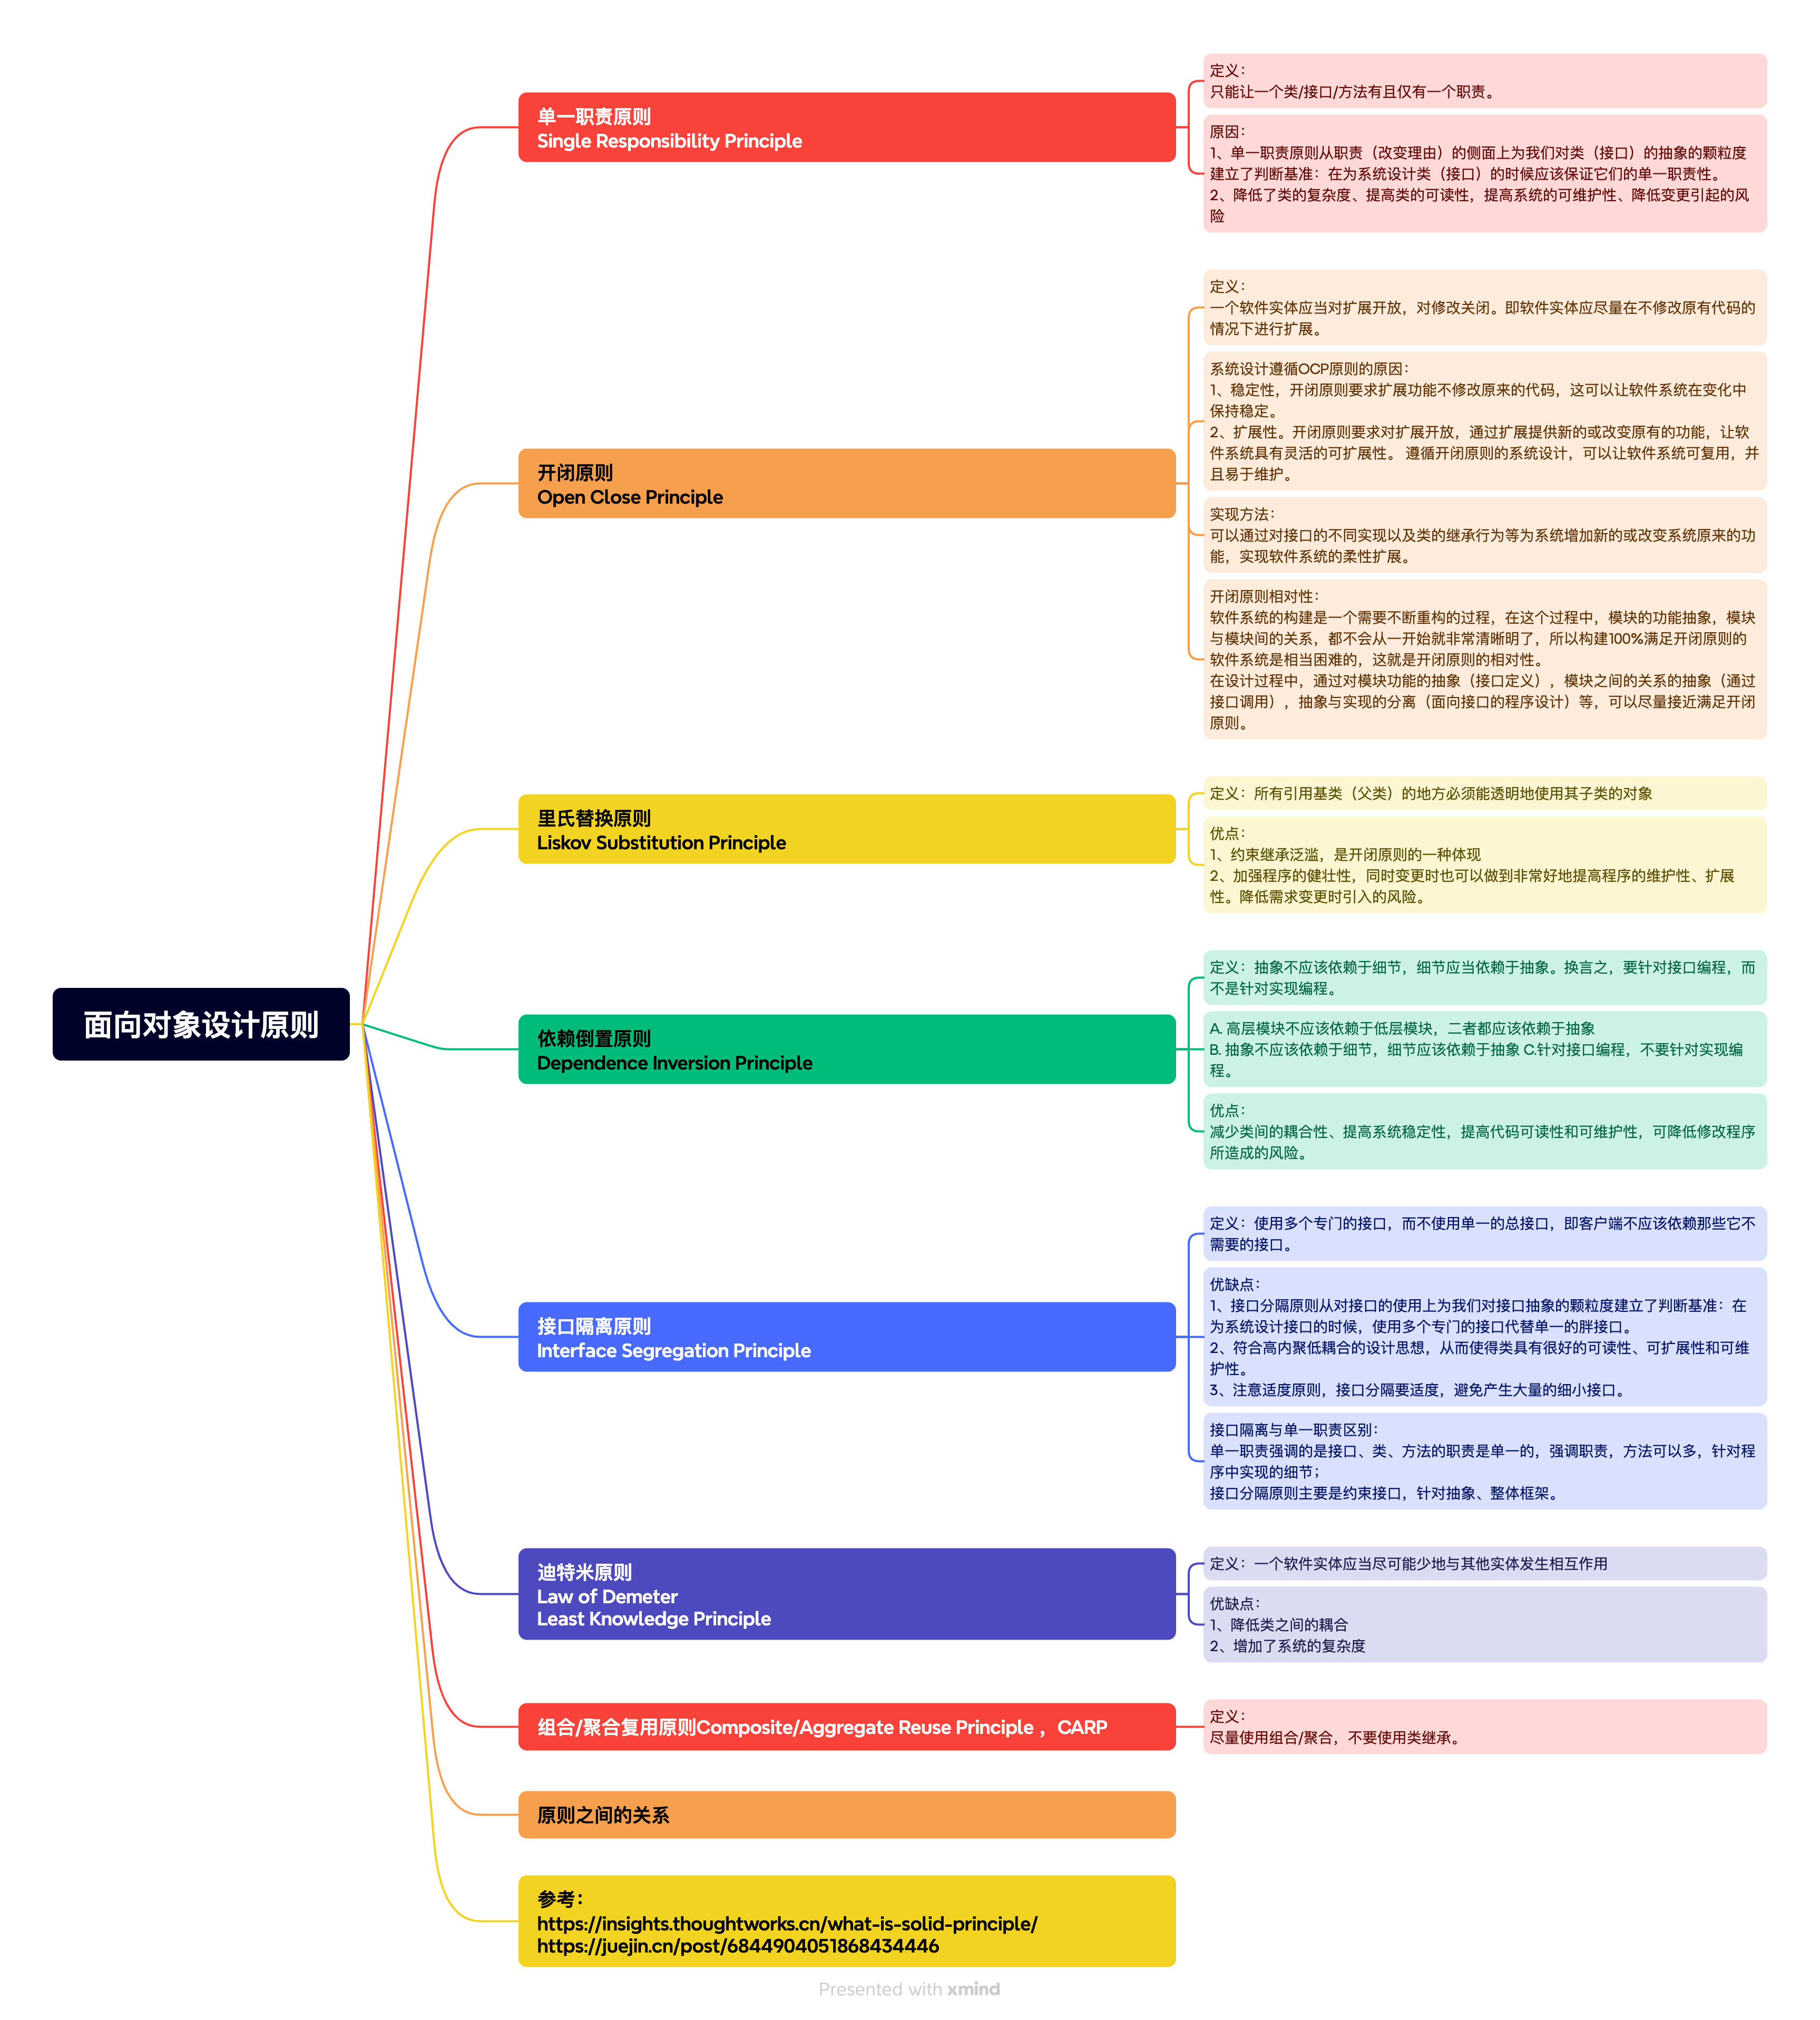 面向对象设计原则
单一职责原则
Single Responsibility Principle
定义：
只能让一个类/接口/方法有且仅有一个职责。
原因：
1、单一职责原则从职责（改变理由）的侧面上为我们对类（接口）的抽象的颗粒度
建立了判断基准：在为系统设计类（接口）的时候应该保证它们的单一职责性。
2、降低了类的复杂度、提高类的可读性，提高系统的可维护性、降低变更引起的风
险
开闭原则
Open Close Principle
定义：
一个软件实体应当对扩展开放，对修改关闭。即软件实体应尽量在不修改原有代码的
情况下进行扩展。
系统设计遵循OCP原则的原因：
1、稳定性，开闭原则要求扩展功能不修改原来的代码，这可以让软件系统在变化中
保持稳定。
2、扩展性。开闭原则要求对扩展开放，通过扩展提供新的或改变原有的功能，让软
件系统具有灵活的可扩展性。 遵循开闭原则的系统设计，可以让软件系统可复用，并
且易于维护。
实现方法：
可以通过对接口的不同实现以及类的继承行为等为系统增加新的或改变系统原来的功
能，实现软件系统的柔性扩展。
开闭原则相对性：
软件系统的构建是一个需要不断重构的过程，在这个过程中，模块的功能抽象，模块
与模块间的关系，都不会从一开始就非常清晰明了，所以构建100%满足开闭原则的
软件系统是相当困难的，这就是开闭原则的相对性。
在设计过程中，通过对模块功能的抽象（接口定义），模块之间的关系的抽象（通过
接口调用），抽象与实现的分离（面向接口的程序设计）等，可以尽量接近满足开闭
原则。
里氏替换原则
Liskov Substitution Principle
定义：所有引用基类（父类）的地方必须能透明地使用其子类的对象
优点：
1、约束继承泛滥，是开闭原则的一种体现
2、加强程序的健壮性，同时变更时也可以做到非常好地提高程序的维护性、扩展
性。降低需求变更时引入的风险。
依赖倒置原则
Dependence Inversion Principle
定义：抽象不应该依赖于细节，细节应当依赖于抽象。换言之，要针对接口编程，而
不是针对实现编程。
A. 高层模块不应该依赖于低层模块，二者都应该依赖于抽象
B. 抽象不应该依赖于细节，细节应该依赖于抽象 C.针对接口编程，不要针对实现编
程。
优点：
减少类间的耦合性、提高系统稳定性，提高代码可读性和可维护性，可降低修改程序
所造成的风险。
接口隔离原则
Interface Segregation Principle
定义：使用多个专门的接口，而不使用单一的总接口，即客户端不应该依赖那些它不
需要的接口。
优缺点：
1、接口分隔原则从对接口的使用上为我们对接口抽象的颗粒度建立了判断基准：在
为系统设计接口的时候，使用多个专门的接口代替单一的胖接口。
2、符合高内聚低耦合的设计思想，从而使得类具有很好的可读性、可扩展性和可维
护性。
3、注意适度原则，接口分隔要适度，避免产生大量的细小接口。
接口隔离与单一职责区别：
单一职责强调的是接口、类、方法的职责是单一的，强调职责，方法可以多，针对程
序中实现的细节；
接口分隔原则主要是约束接口，针对抽象、整体框架。
迪特米原则
Law of Demeter
Least Knowledge Principle
定义：一个软件实体应当尽可能少地与其他实体发生相互作用
优缺点：
1、降低类之间的耦合
2、增加了系统的复杂度
组合/聚合复用原则Composite/Aggregate Reuse Principle ，CARP
定义：
尽量使用组合/聚合，不要使用类继承。
原则之间的关系
参考：
https://insights.thoughtworks.cn/what-is-solid-principle/
https://juejin.cn/post/6844904051868434446
Presented with xmind